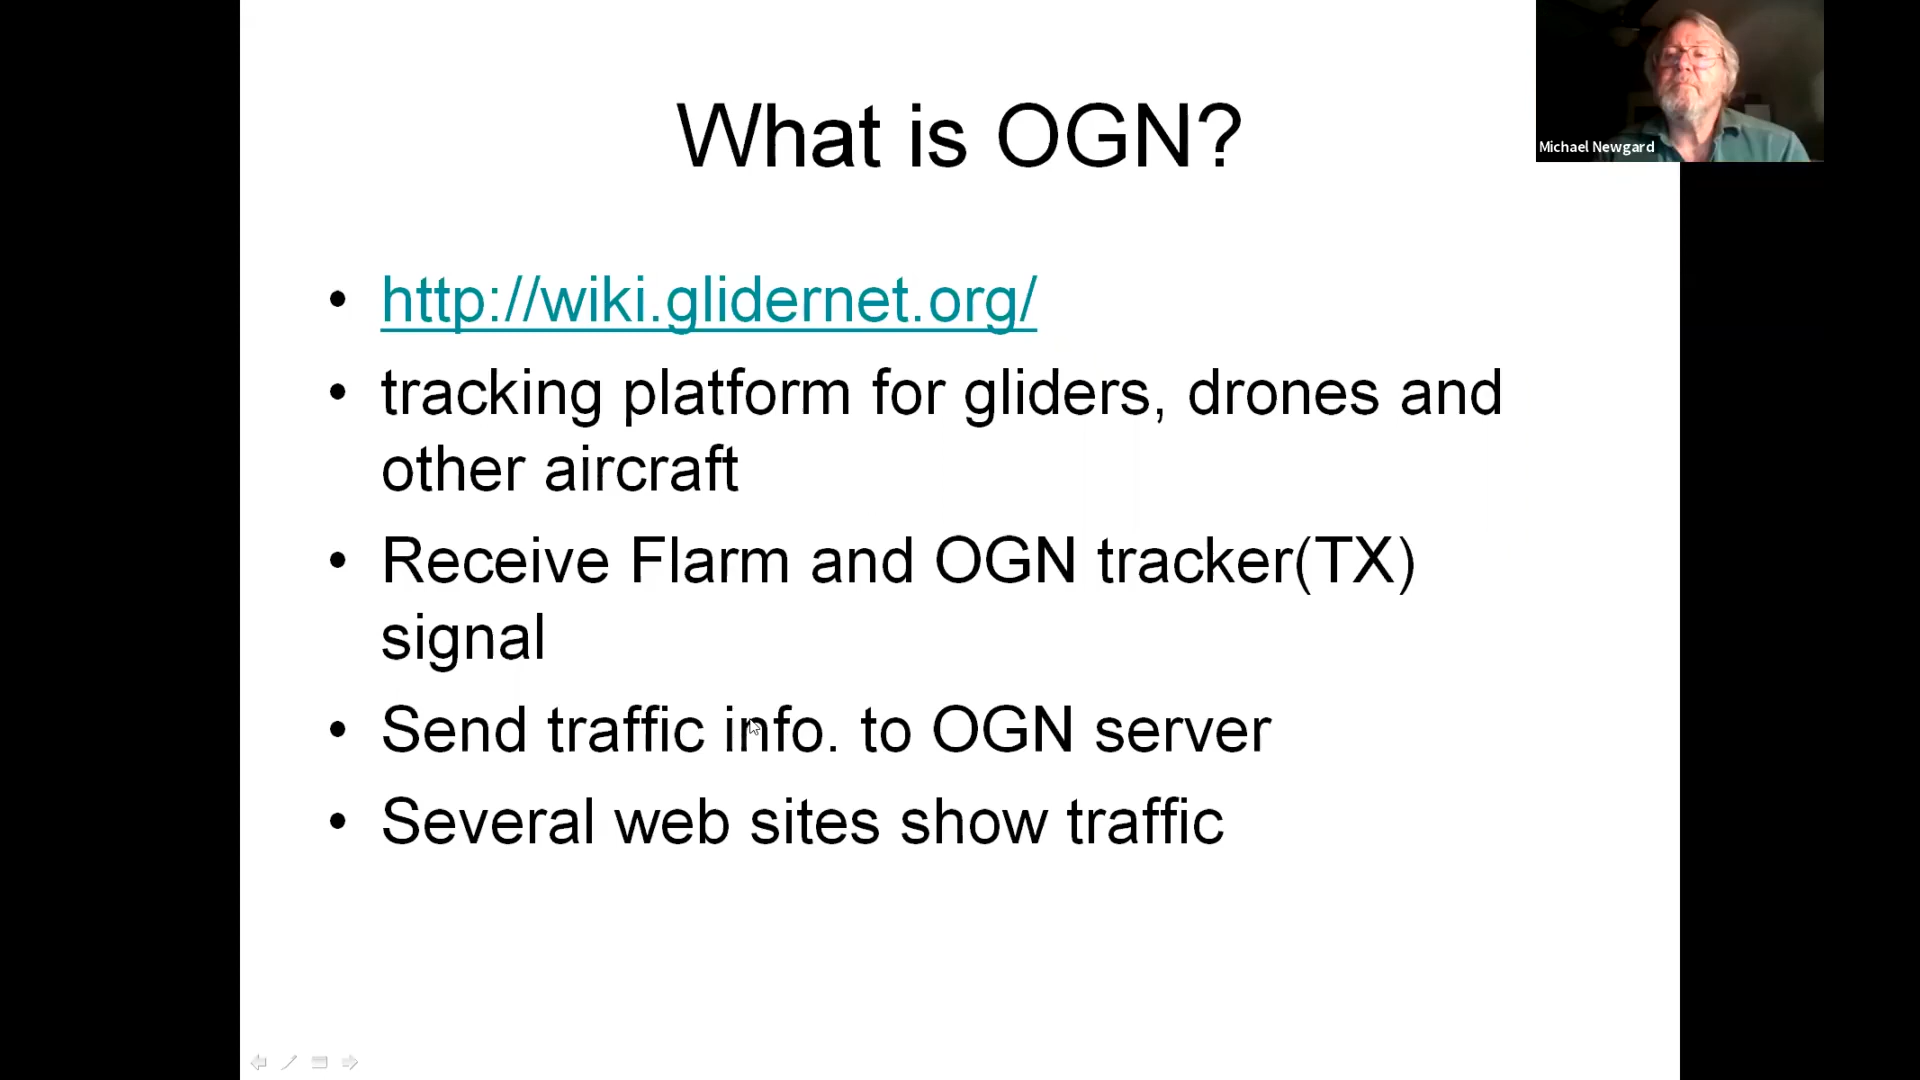 What is OGN?
Michael Newgard
• http://wiki.glidernet.org/
• tracking platform for gliders, drones and
other aircraft
• Receive Flarm and OGN tracker(TX)
signal
• Send traffic info. to OGN server
• Several web sites show traffic